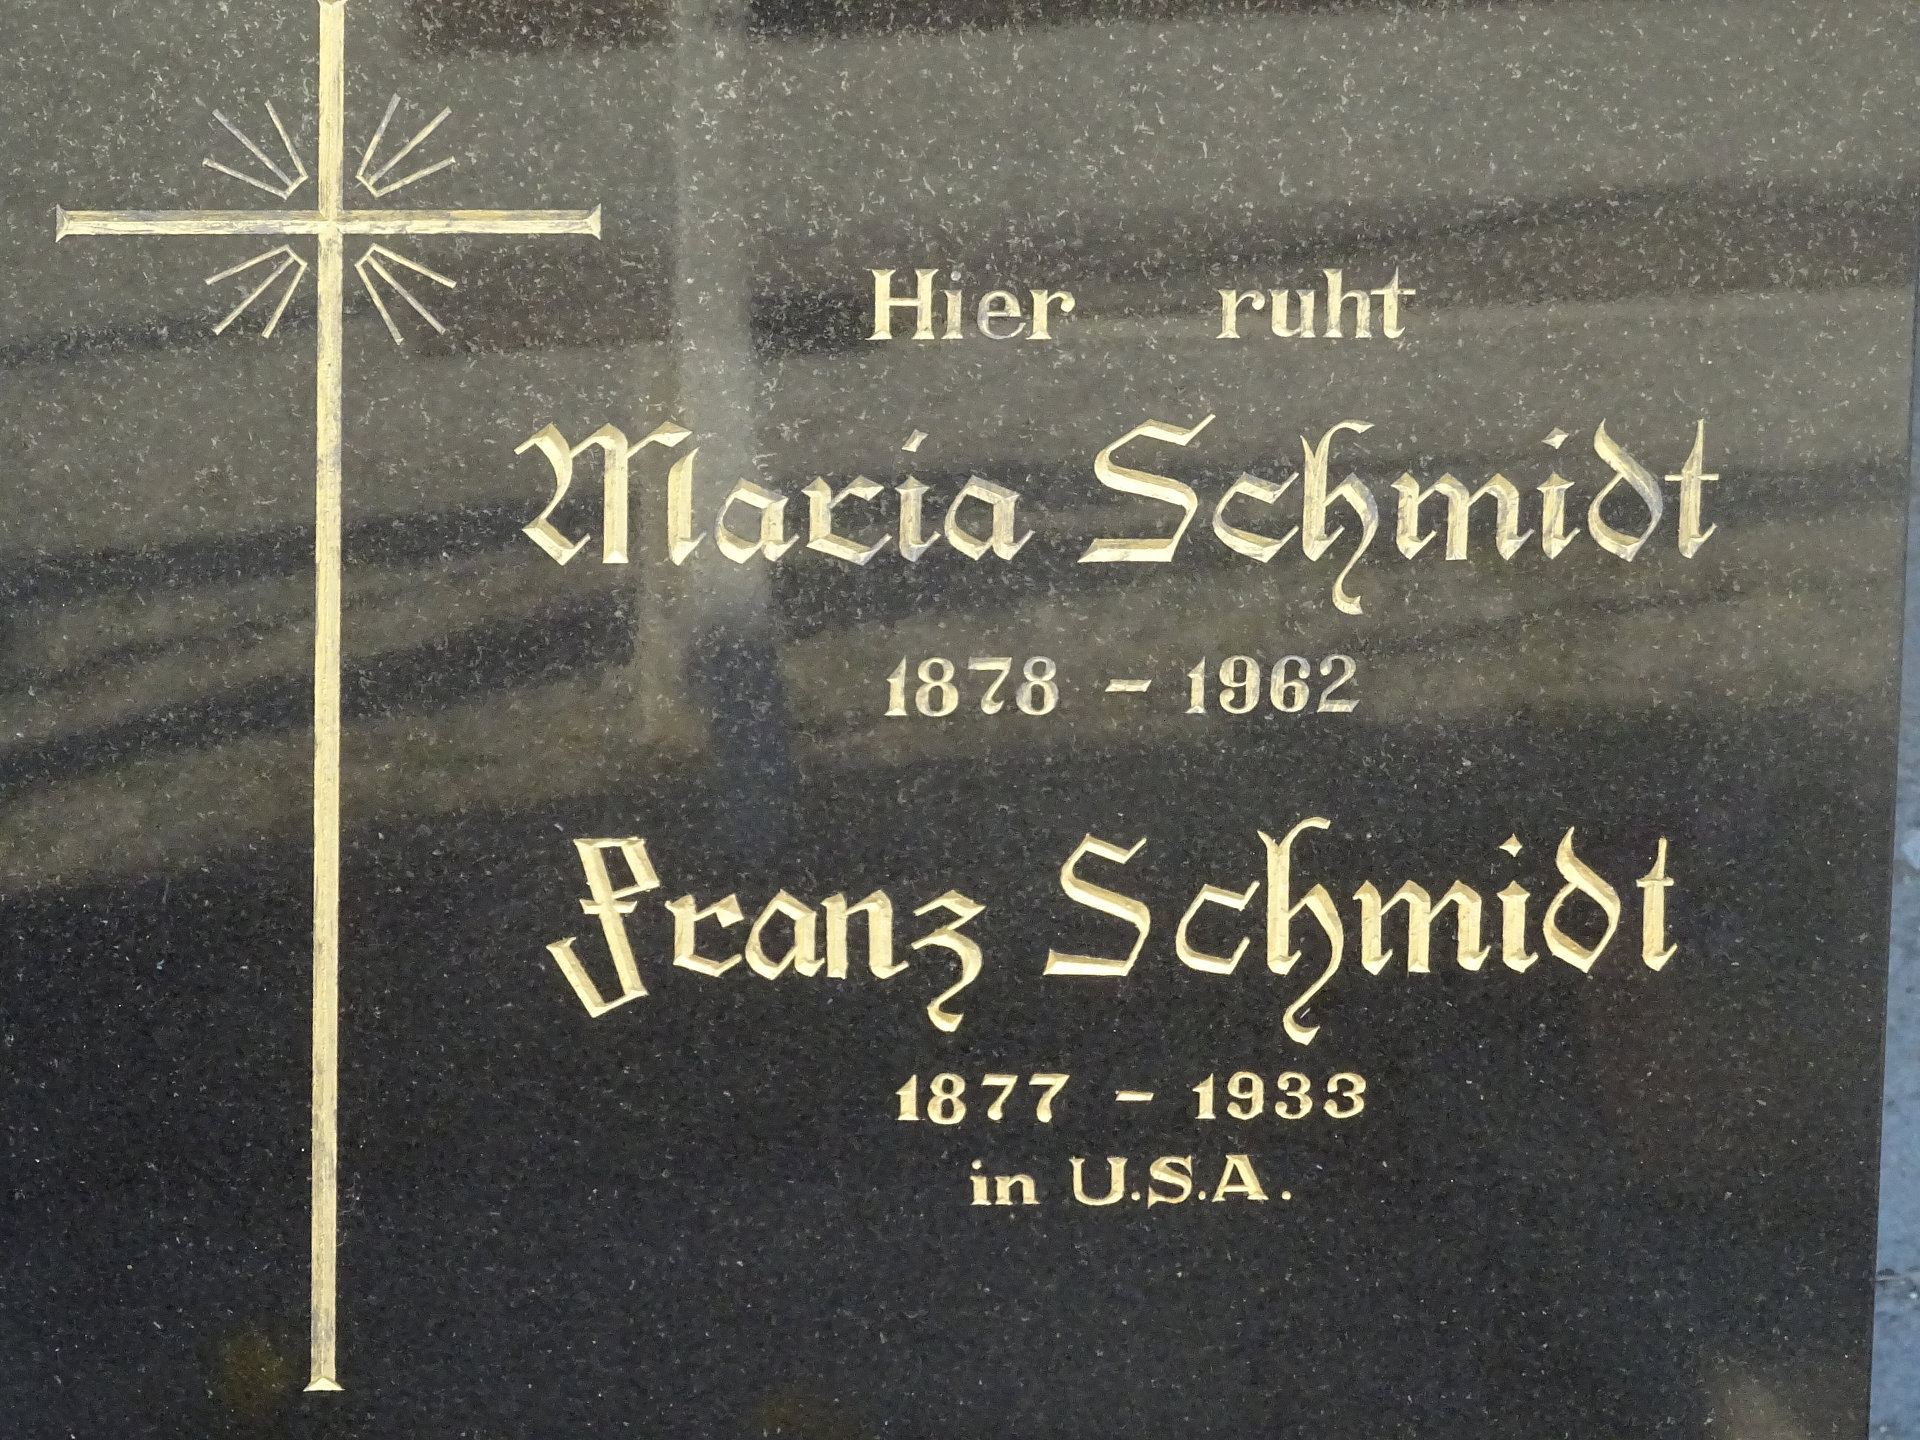 Hier ruht
Maria Schmidt
1878 - 1962
Franz Schmidt
1877 - 1933
in U.S.A.